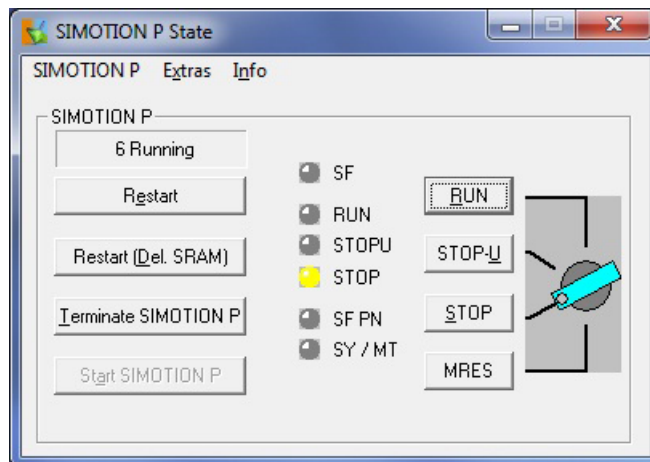 SIMOTION P State
SIMOTION P Extras Info
SIMOTION P
6 Running
Restart
Restart (Del. SRAM)
Terminate SIMOTION P
Start SIMOTION P
SF
RUN
STOPU
STOP
SF PN
SY / MT
RUN
STOP-U
STOP
MRES